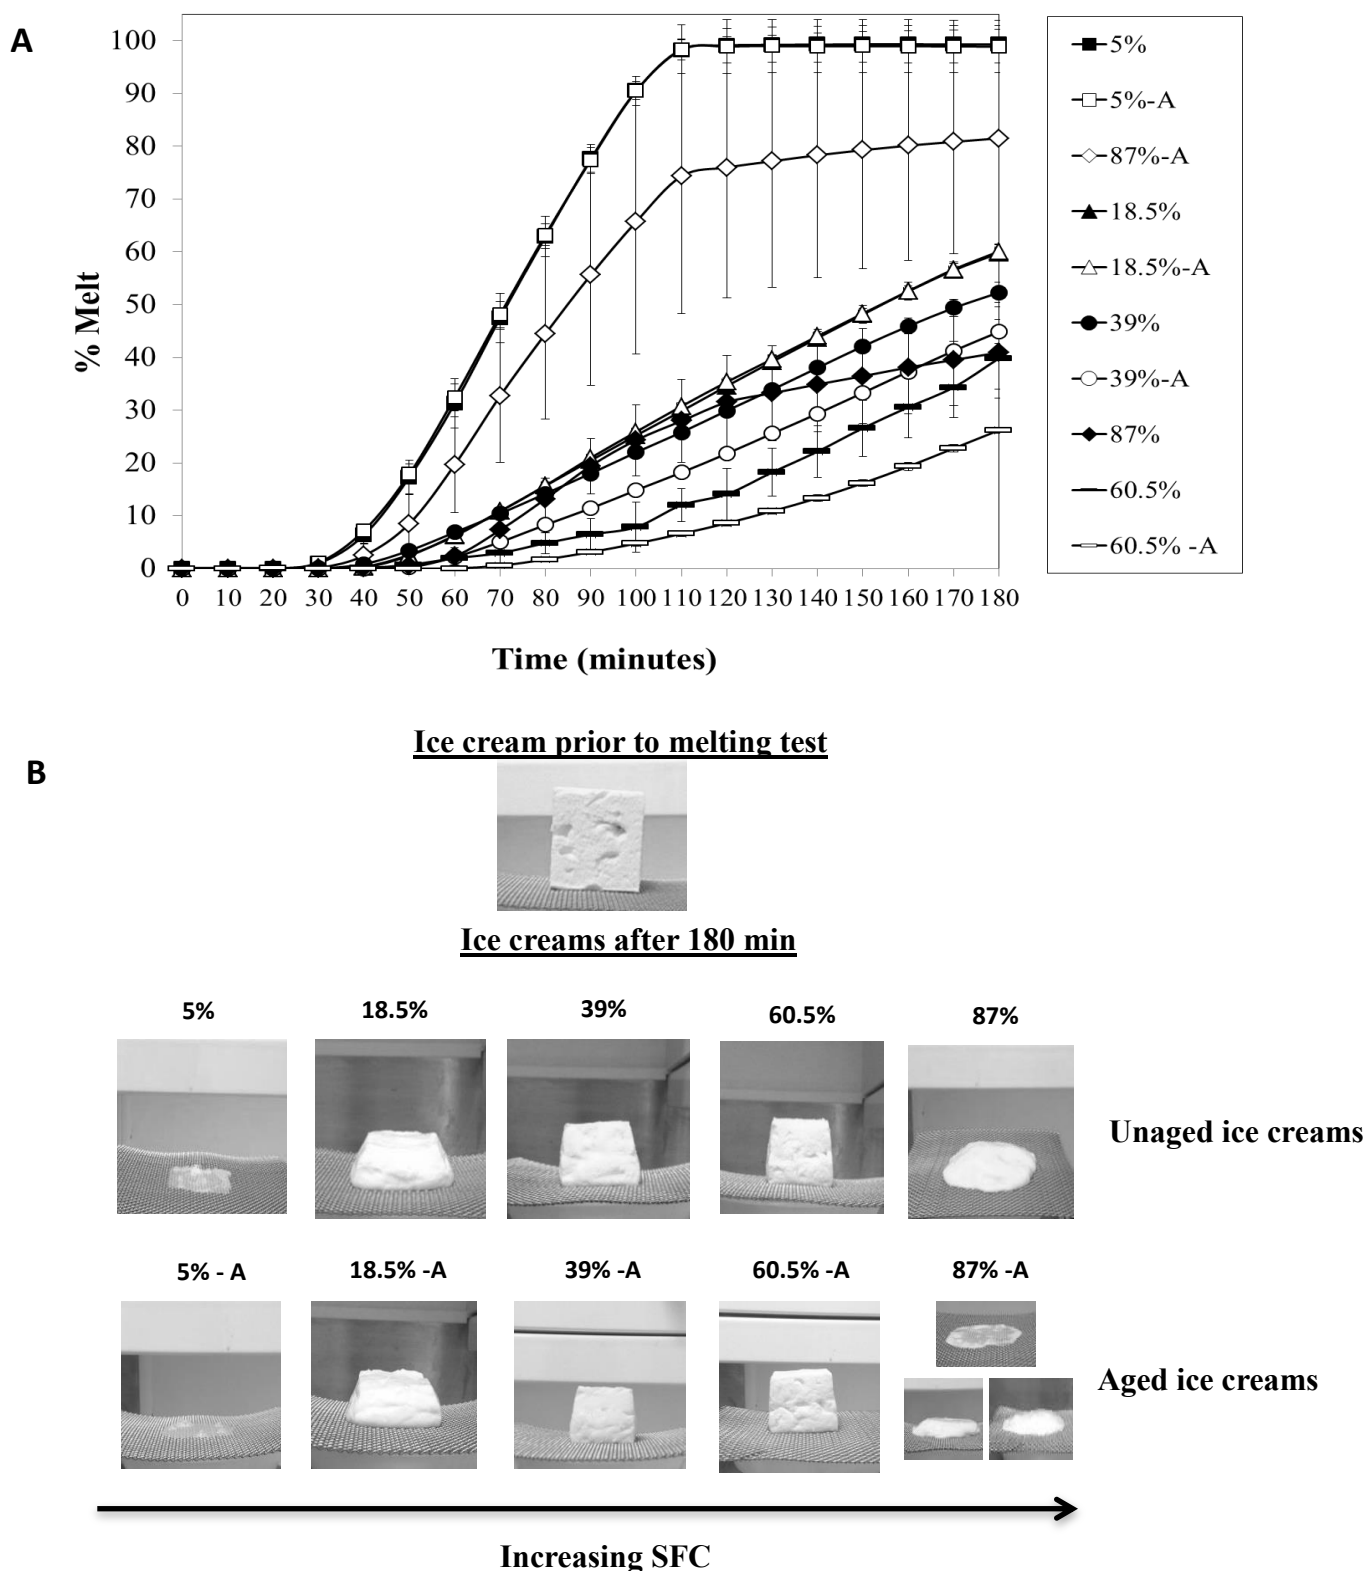 A
100
90
80
70
60
50
40
30
20
10
0
% Melt
0 10 20 30 40 50 60 70 80 90 100 110 120 130 140 150 160 170 180
Time (minutes)
5%
5%-A
87%-A
18.5%
18.5%-A
39%
39%-A
87%
60.5%
60.5% -A
B
Ice cream prior to melting test
Ice creams after 180 min
5% 18.5% 39% 60.5% 87%
Unaged ice creams
5% - A 18.5% -A 39% -A 60.5% -A 87% -A
Aged ice creams
Increasing SFC